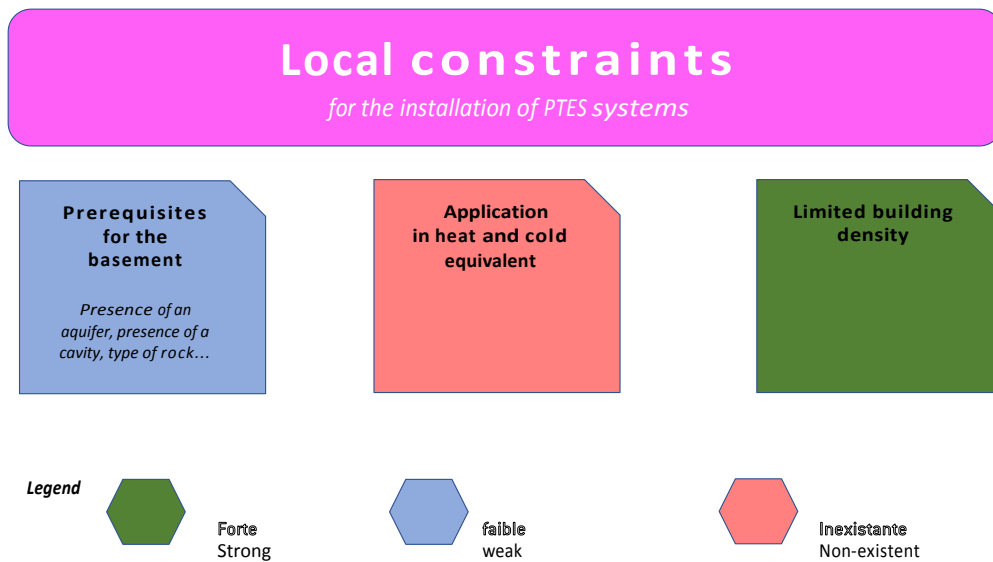 Local constraints
for the installation of PTES systems
Prerequisites
for the
basement
Presence of an
aquifer, presence of a
cavity, type of rock...
Application
in heat and cold
equivalent
Limited building
density
Legend
Forte
Strong
faible
weak
Inexistante
Non-existent